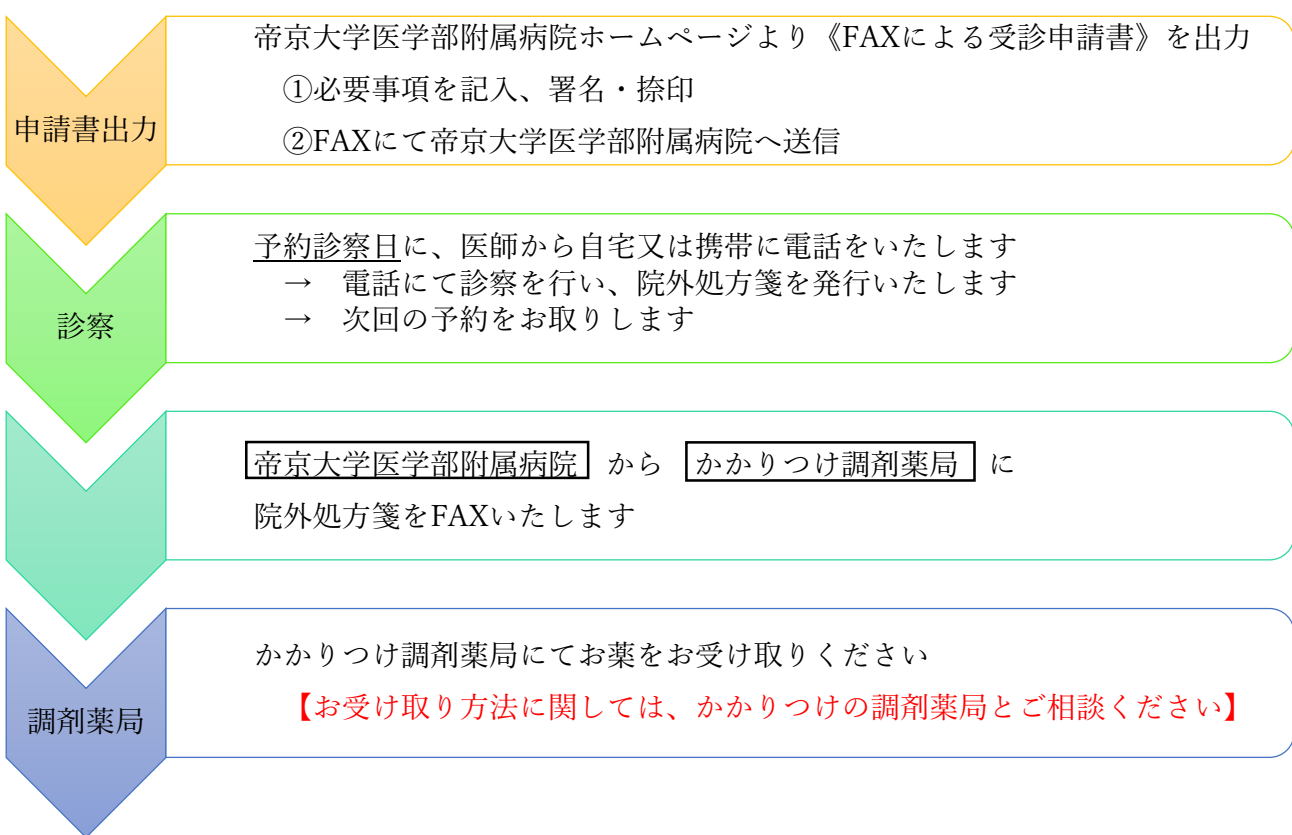 帝京大学医学部附属病院ホームページより《FAXによる受診申請書》を出力
①必要事項を記入、署名・捺印
②FAXにて帝京大学医学部附属病院へ送信
申請書出力
予約診察日に、医師から自宅又は携帯に電話をいたします
→ 電話にて診察を行い、院外処方箋を発行いたします
→ 次回の予約をお取りします
診察
帝京大学医学部附属病院 から かかりつけ調剤薬局 に
院外処方箋をFAXいたします
かかりつけ調剤薬局にてお薬をお受け取りください
【お受け取り方法に関しては、かかりつけの調剤薬局とご相談ください】
調剤薬局